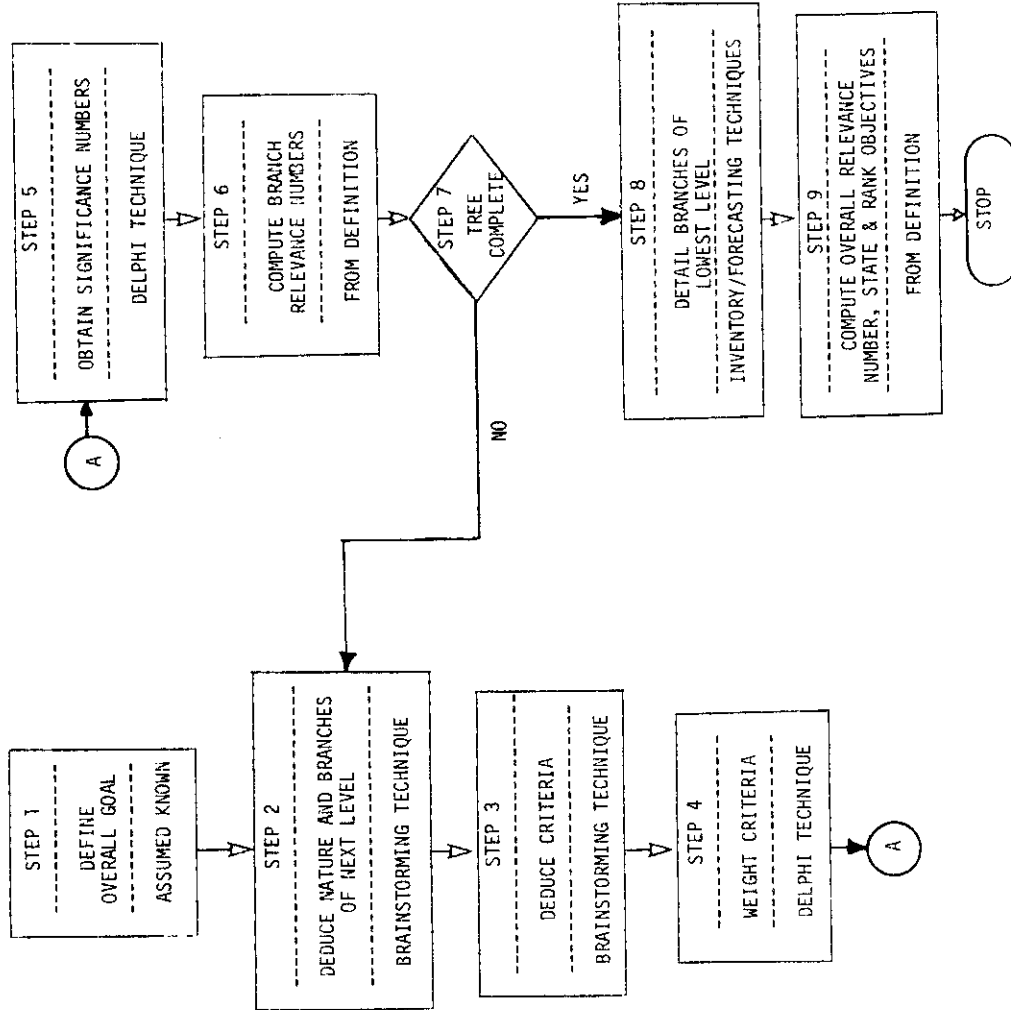 STEP 1
DEFINE
OVERALL GOAL
ASSUMED KNOWN
STEP 2
DEDUCE NATURE AND BRANCHES
OF NEXT LEVEL
BRAINSTORMING TECHNIQUE
STEP 3
DEDUCE CRITERIA
BRAINSTORMING TECHNIQUE
STEP 4
WEIGHT CRITERIA
DELPHI TECHNIQUE
A
A
STEP 5
OBTAIN SIGNIFICANCE NUMBERS
DELPHI TECHNIQUE
STEP 6
COMPUTE BRANCH
RELEVANCE NUMBERS
FROM DEFINITION
STEP 7
TREE
COMPLETE
NO
YES
STEP 8
DETAIL BRANCHES OF
LOWEST LEVEL
INVENTORY/FORECASTING TECHNIQUES
STEP 9
COMPUTE OVERALL RELEVANCE
NUMBER, STATE & RANK OBJECTIVES
FROM DEFINITION
STOP